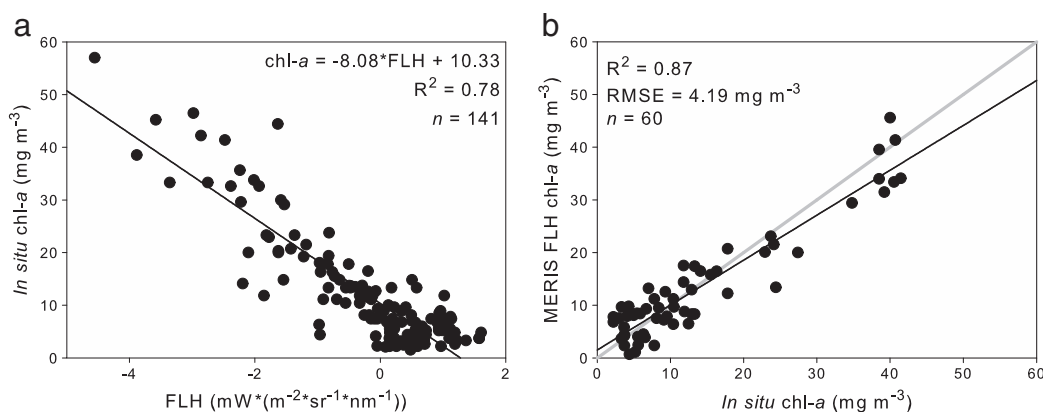 a
chl-a = -8.08*FLH + 10.33
R² = 0.78
n = 141
In situ chl-a (mg m⁻³)
60
50
40
30
20
10
0
-4 -2 0 2
FLH (mW*(m⁻²*sr⁻¹*nm⁻¹))
b
R² = 0.87
RMSE = 4.19 mg m⁻³
n = 60
MERIS FLH chl-a (mg m⁻³)
60
50
40
30
20
10
0
0 10 20 30 40 50 60
In situ chl-a (mg m⁻³)